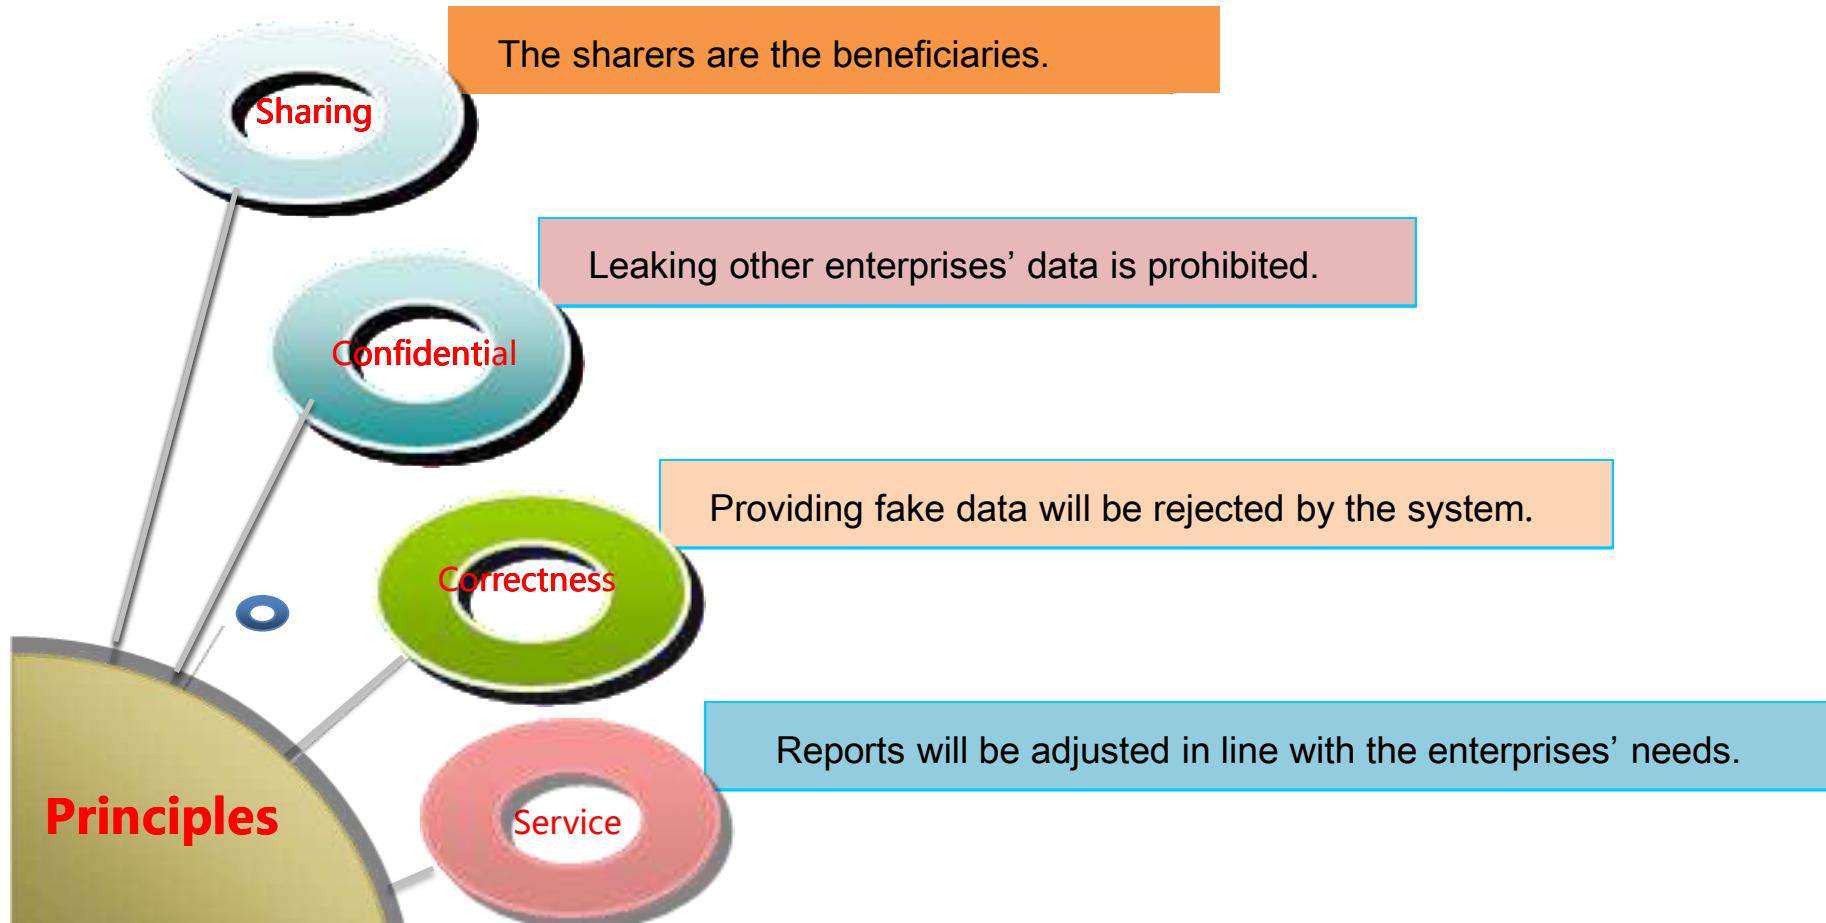 The sharers are the beneficiaries.
Sharing
Leaking other enterprises’ data is prohibited.
Confidential
Providing fake data will be rejected by the system.
Correctness
Reports will be adjusted in line with the enterprises’ needs.
Service
Principles